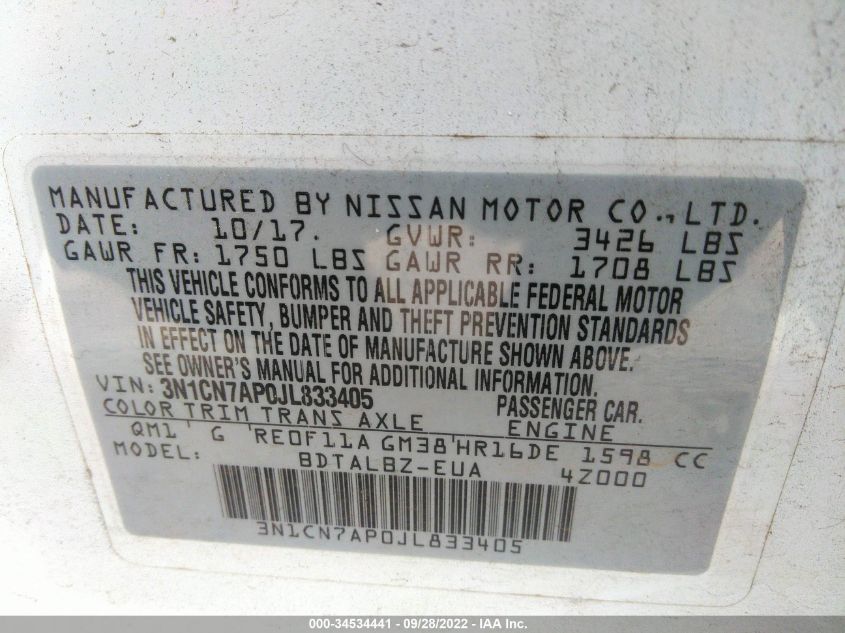 MANUFACTURED BY NISSAN MOTOR CO., LTD.
DATE: 10/17. GVWR: 3426 LBS
GAWR FR: 1750 LBS GAWR RR: 1708 LBS
THIS VEHICLE CONFORMS TO ALL APPLICABLE FEDERAL MOTOR
VEHICLE SAFETY, BUMPER AND THEFT PREVENTION STANDARDS
IN EFFECT ON THE DATE OF MANUFACTURE SHOWN ABOVE.
SEE OWNER'S MANUAL FOR ADDITIONAL INFORMATION.
VIN: 3N1CN7AP0JL833405 PASSENGER CAR.
COLOR TRIM TRANS AXLE ENGINE
QM1 G RE0F11A GM38 HR16DE 1598 CC
MODEL: BDTALBZ-EUA 4Z000
3N1CN7AP0JL833405
000-34534441 - 09/28/2022 - IAA Inc.